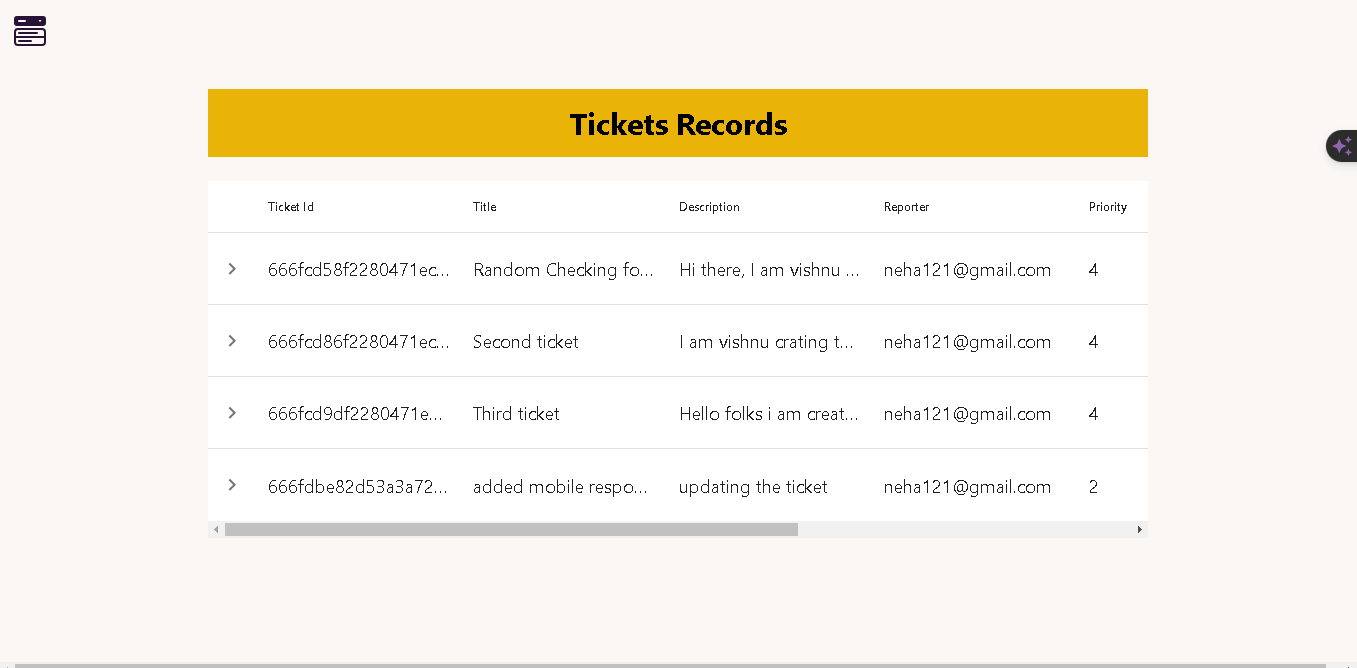 Tickets Records
Ticket Id Title Description Reporter Priority
666fcd58f2280471ec... Random Checking fo... Hi there, I am vishnu ... neha121@gmail.com 4
666fcd86f2280471ec... Second ticket I am vishnu crating t... neha121@gmail.com 4
666fcd9df2280471e... Third ticket Hello folks i am creat... neha121@gmail.com 4
666fdbe82d53a3a72... added mobile respo... updating the ticket neha121@gmail.com 2